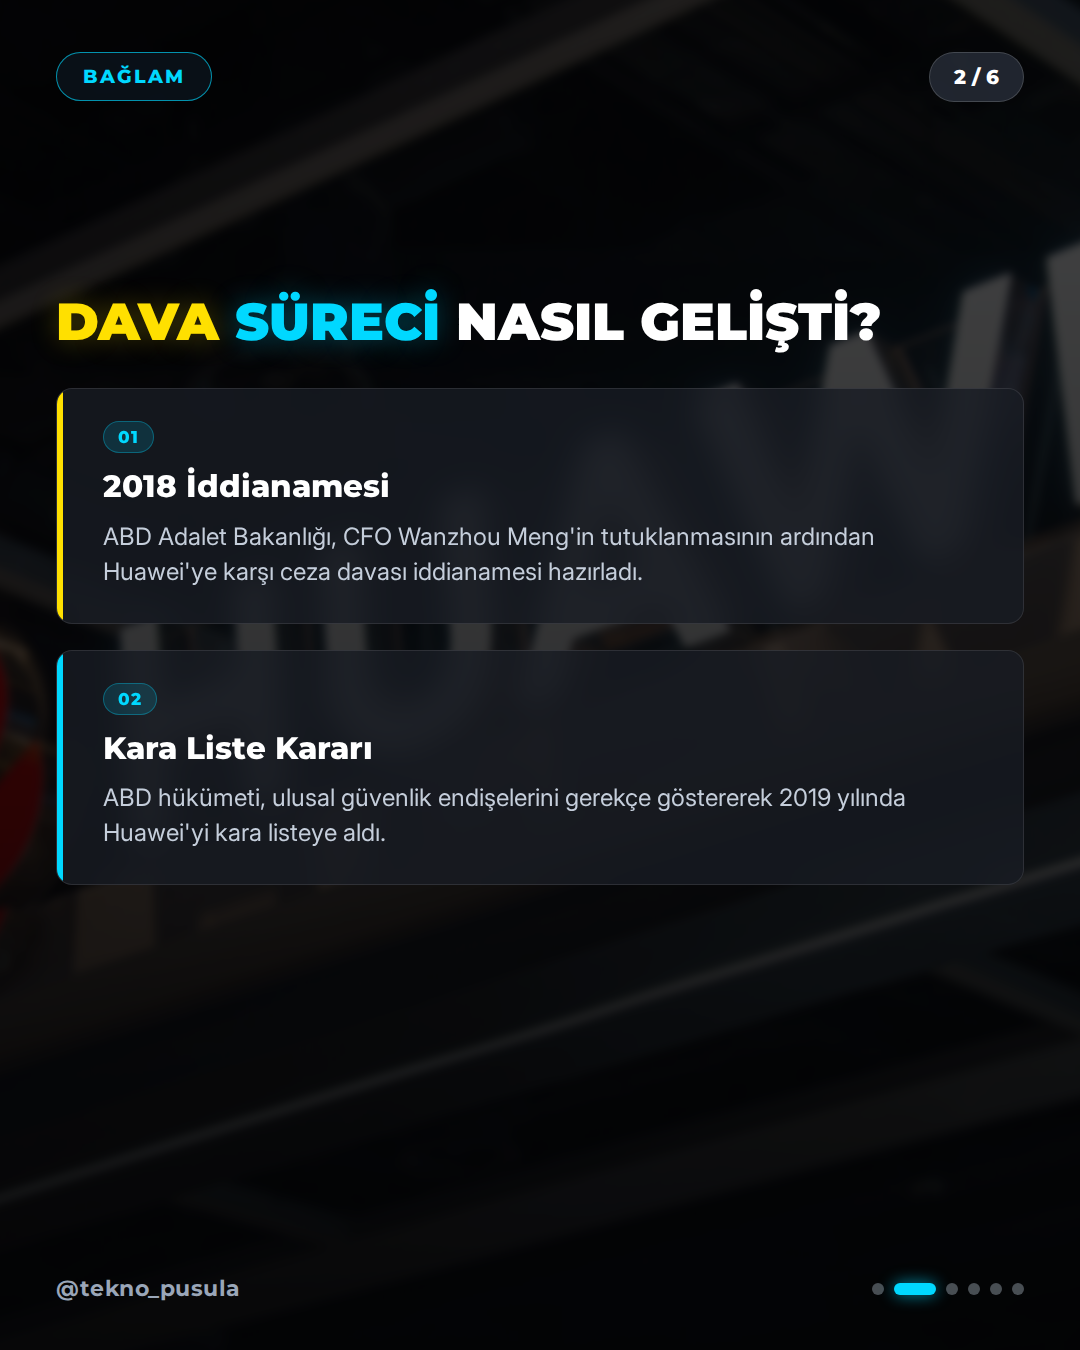 BAĞLAM
2 / 6
DAVA SÜRECİ NASIL GELİŞTİ?
01
2018 İddianamesi
ABD Adalet Bakanlığı, CFO Wanzhou Meng'in tutuklanmasının ardından
Huawei'ye karşı ceza davası iddianamesi hazırladı.
02
Kara Liste Kararı
ABD hükümeti, ulusal güvenlik endişelerini gerekçe göstererek 2019 yılında
Huawei'yi kara listeye aldı.
@tekno_pusula